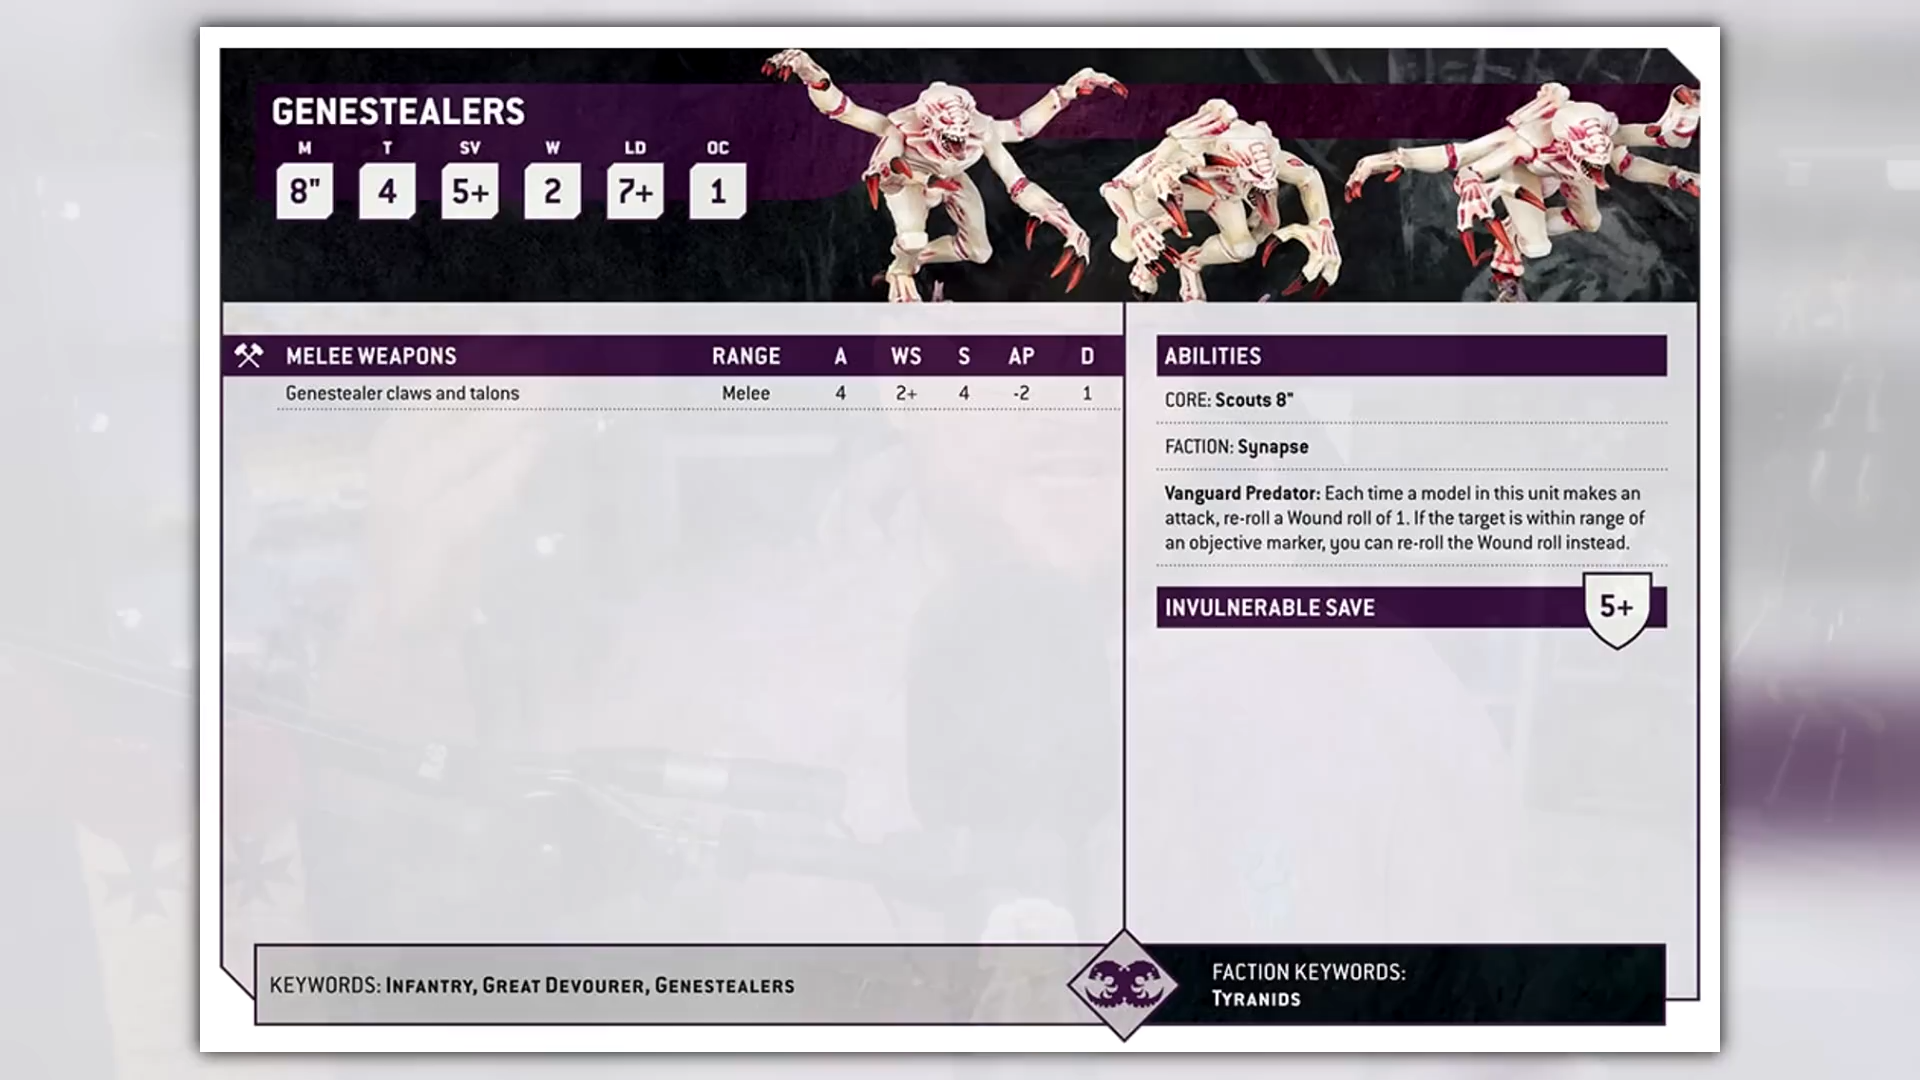 GENESTEALERS
M T SV W LD OC
8" 4 5+ 2 7+ 1
MELEE WEAPONS RANGE A WS S AP D
Genestealer claws and talons Melee 4 2+ 4 -2 1
ABILITIES
CORE: Scouts 8"
FACTION: Synapse
Vanguard Predator: Each time a model in this unit makes an
attack, re-roll a Wound roll of 1. If the target is within range of
an objective marker, you can re-roll the Wound roll instead.
INVULNERABLE SAVE 5+
KEYWORDS: INFANTRY, GREAT DEVOURER, GENESTEALERS
FACTION KEYWORDS:
TYRANIDS